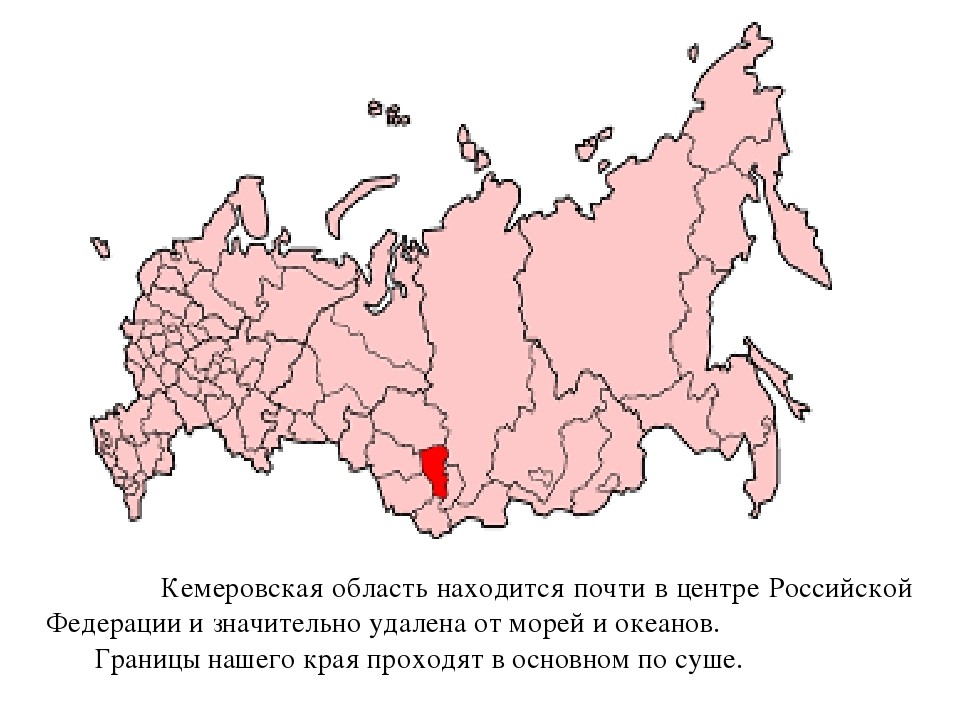 Кемеровская область находится почти в центре Российской
Федерации и значительно удалена от морей и океанов.
Границы нашего края проходят в основном по суше.